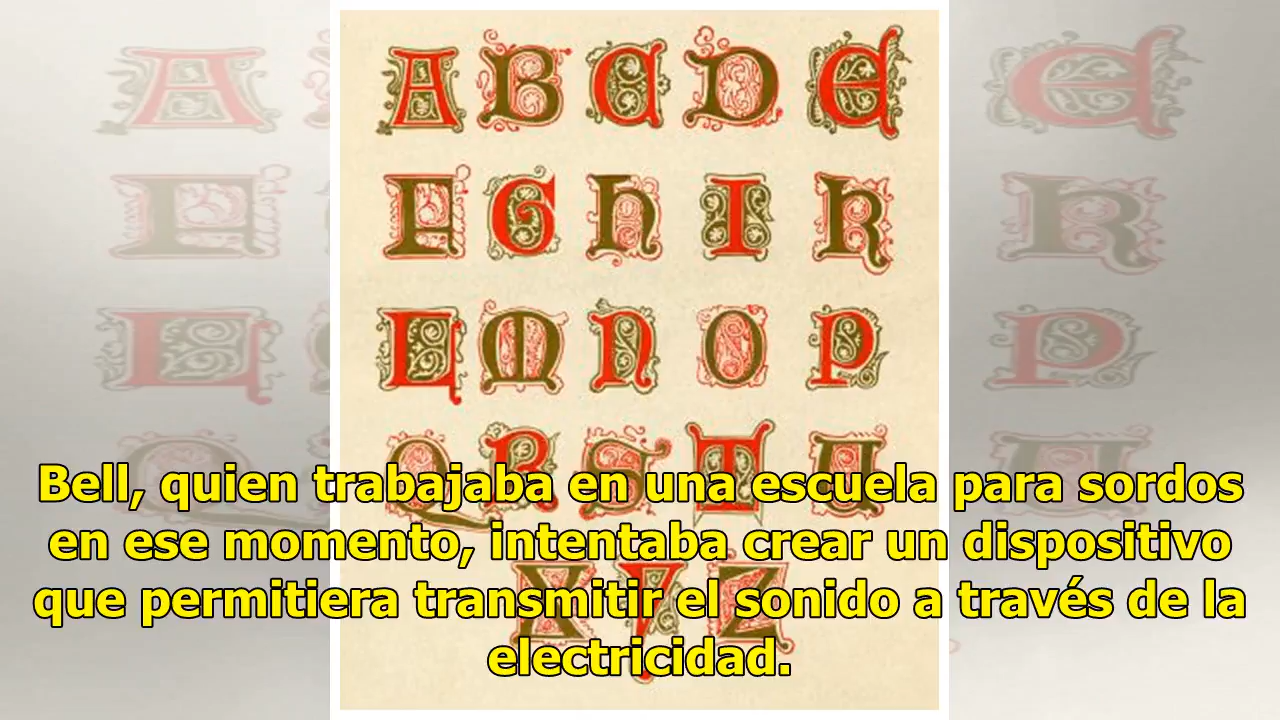 A B C D E
F G H I K
L M N O P
Q R S T U
X Y Z
Bell, quien trabajaba en una escuela para sordos
en ese momento, intentaba crear un dispositivo
que permitiera transmitir el sonido a través de la
electricidad.